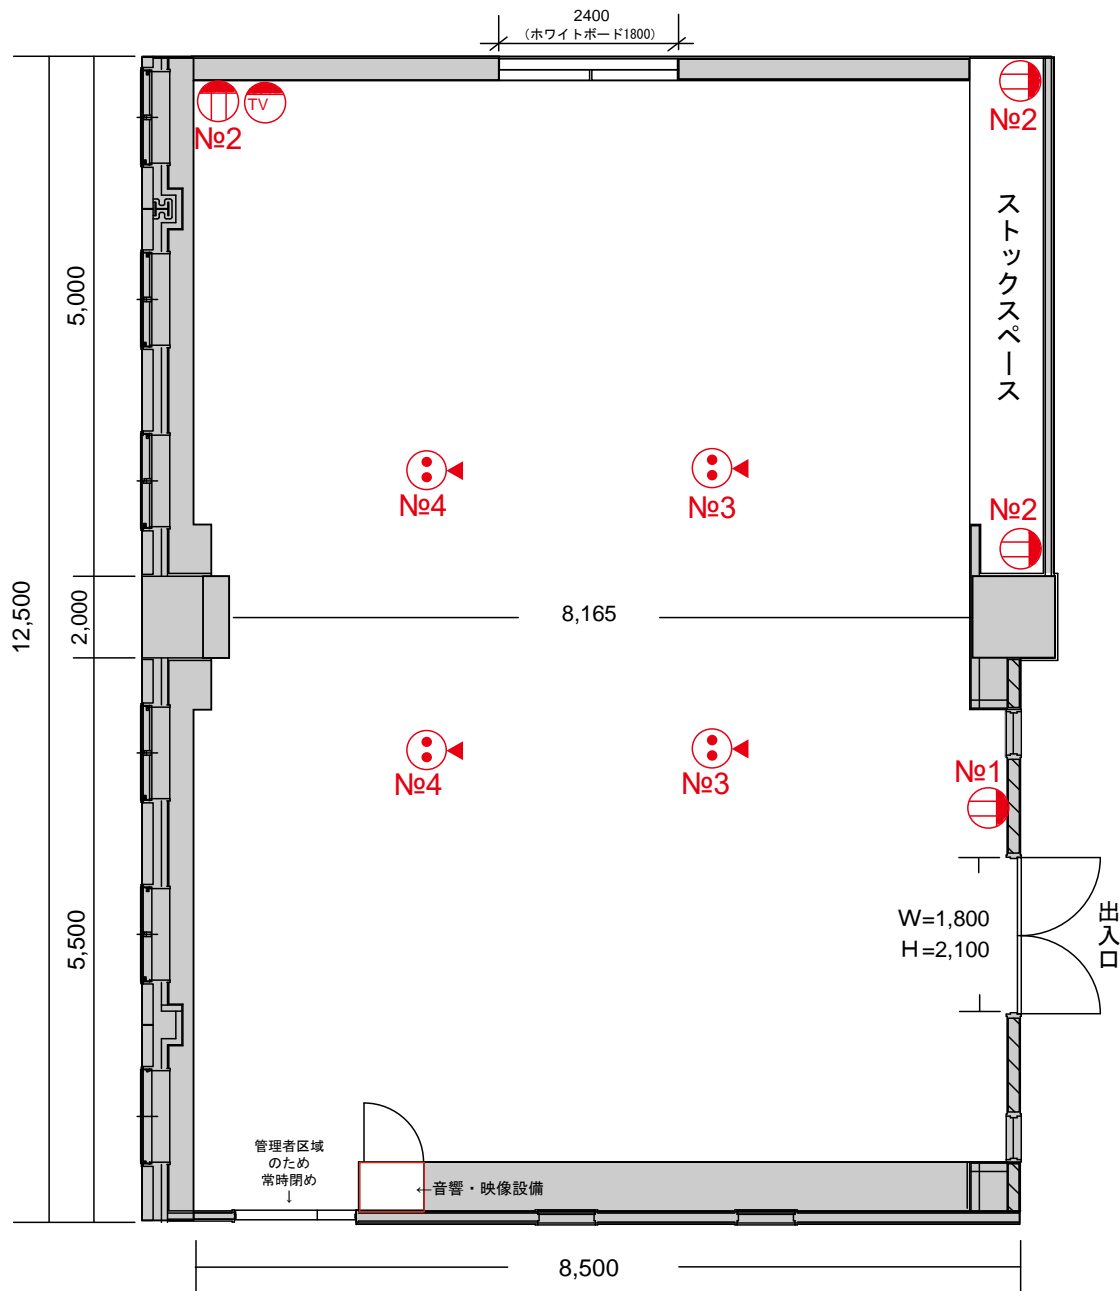 2400
（ホワイトボード1800）
TV
№2
№2
ストックスペース
5,000
№4
№3
№2
12,500
2,000
8,165
№4
№3
№1
5,500
W=1,800
H=2,100
出入口
管理者区域
のため
常時閉め
↓
←音響・映像設備
8,500